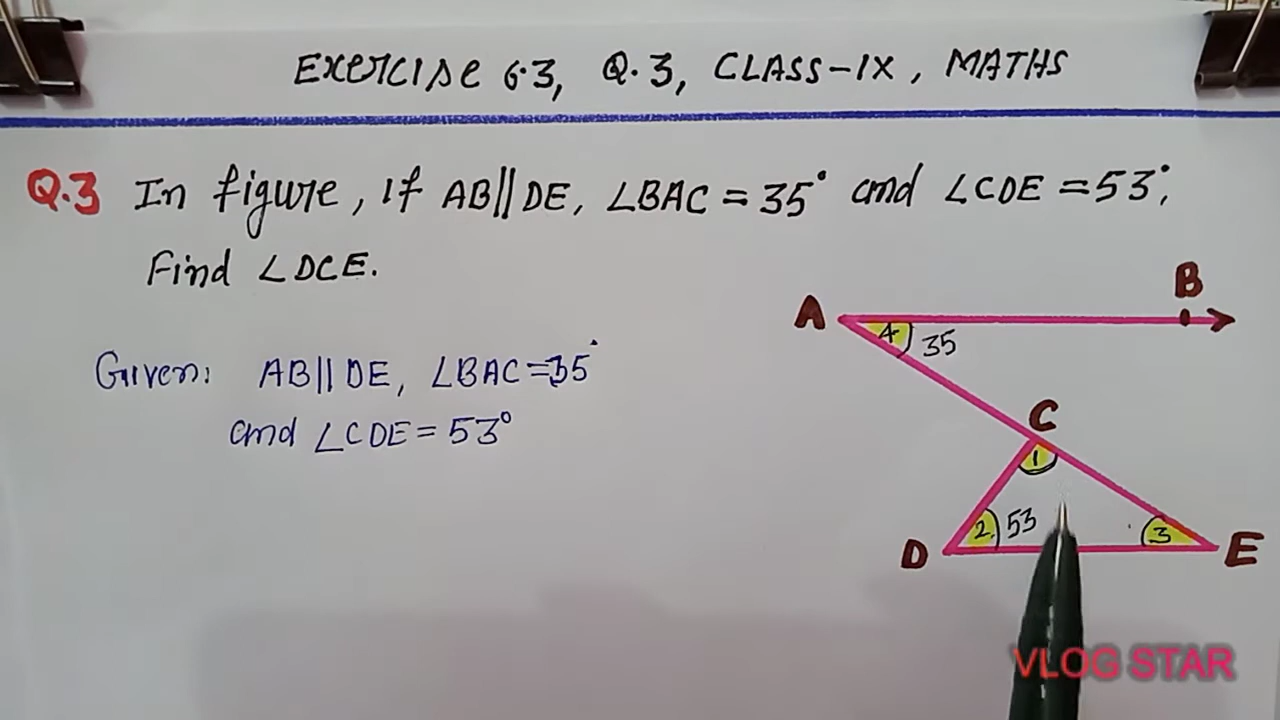 EXERCISE 6.3, Q.3, CLASS-IX, MATHS
Q.3 In figure, if AB||DE, ∠BAC = 35° and ∠CDE = 53°,
Find ∠DCE.
B
A
4
35
Given: AB||DE, ∠BAC = 35°
C
and ∠CDE = 53°
1
2
53
3
D
E
VLOG STAR